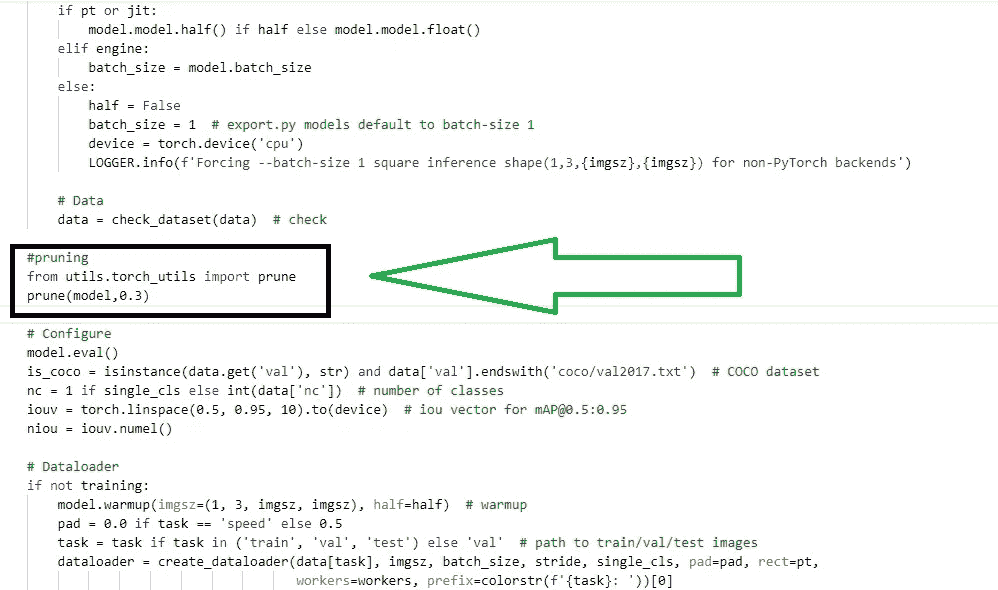 if pt or jit:
model.model.half() if half else model.model.float()
elif engine:
batch_size = model.batch_size
else:
half = False
batch_size = 1  # export.py models default to batch-size 1
device = torch.device('cpu')
LOGGER.info(f'Forcing --batch-size 1 square inference shape(1,3,{imgsz},{imgsz}) for non-PyTorch backends')
# Data
data = check_dataset(data)  # check
#pruning
from utils.torch_utils import prune
prune(model,0.3)
# Configure
model.eval()
is_coco = isinstance(data.get('val'), str) and data['val'].endswith('coco/val2017.txt')  # COCO dataset
nc = 1 if single_cls else int(data['nc'])  # number of classes
iouv = torch.linspace(0.5, 0.95, 10).to(device)  # iou vector for mAP@0.5:0.95
niou = iouv.numel()
# Dataloader
if not training:
model.warmup(imgsz=(1, 3, imgsz, imgsz), half=half)  # warmup
pad = 0.0 if task == 'speed' else 0.5
task = task if task in ('train', 'val', 'test') else 'val'  # path to train/val/test images
dataloader = create_dataloader(data[task], imgsz, batch_size, stride, single_cls, pad=pad, rect=pt,
workers=workers, prefix=colorstr(f'{task}: '))[0]